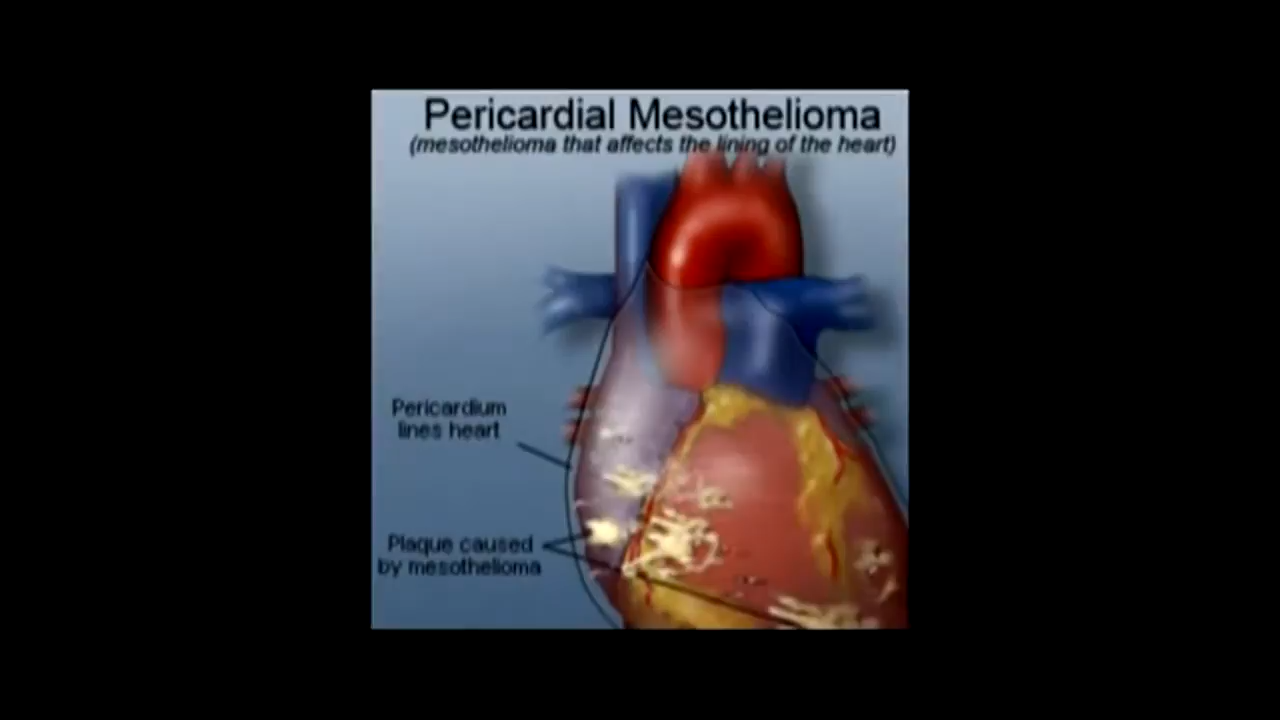 Pericardial Mesothelioma
(mesothelioma that affects the lining of the heart)
Pericardium
lines heart
Plaque caused
by mesothelioma